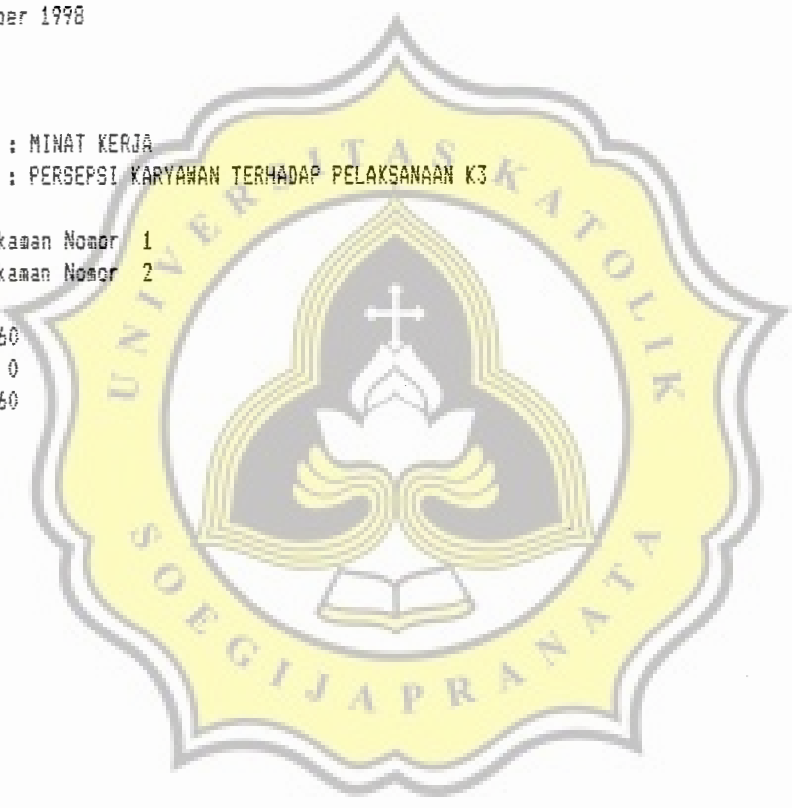 ber 1998
: MINAT KERJA
: PERSEPSI KARYAWAN TERHADAP PELAKSANAAN K3
kaman Nomor 1
kaman Nomor 2
60
0
60
UNIVERSITAS KATOLIK
SOEGIJAPRANATA